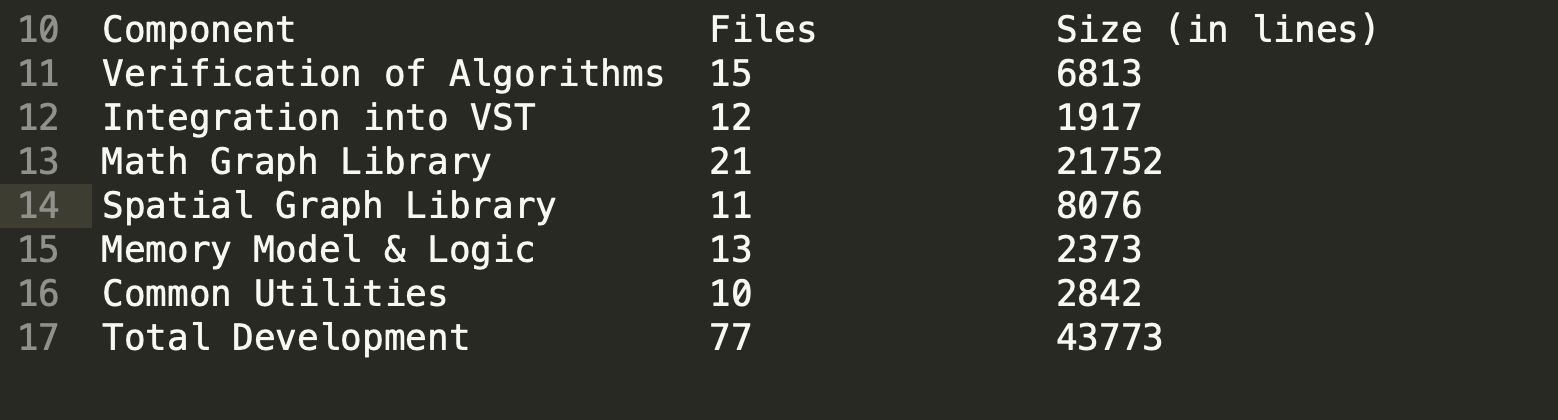 10 Component Files Size (in lines)
11 Verification of Algorithms 15 6813
12 Integration into VST 12 1917
13 Math Graph Library 21 21752
14 Spatial Graph Library 11 8076
15 Memory Model & Logic 13 2373
16 Common Utilities 10 2842
17 Total Development 77 43773